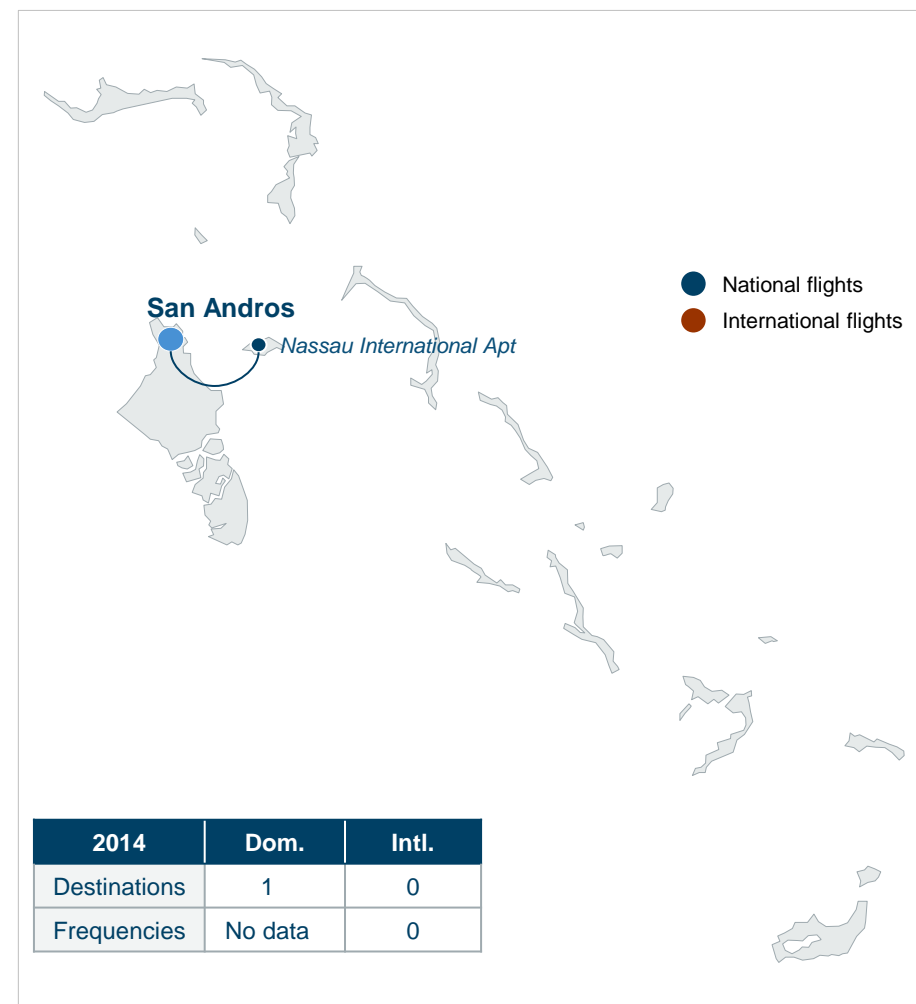 National flights
San Andros
International flights
Nassau International Apt
2014 Dom. Intl.
Destinations 1 0
Frequencies No data 0